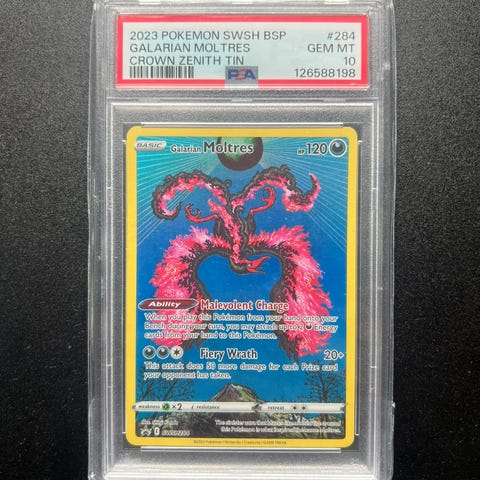 2023 POKEMON SWSH BSP #284
GALARIAN MOLTRES GEM MT
CROWN ZENITH TIN 10
PSA 126588198
BASIC Galarian Moltres HP 120
Ability Malevolent Charge
When you play this Pokémon from your hand onto your
Bench during your turn, you may attach up to 2 Energy
cards from your hand to this Pokémon.
Fiery Wrath 20+
This attack does 50 more damage for each Prize card
your opponent has taken.
weakness ×2 resistance retreat